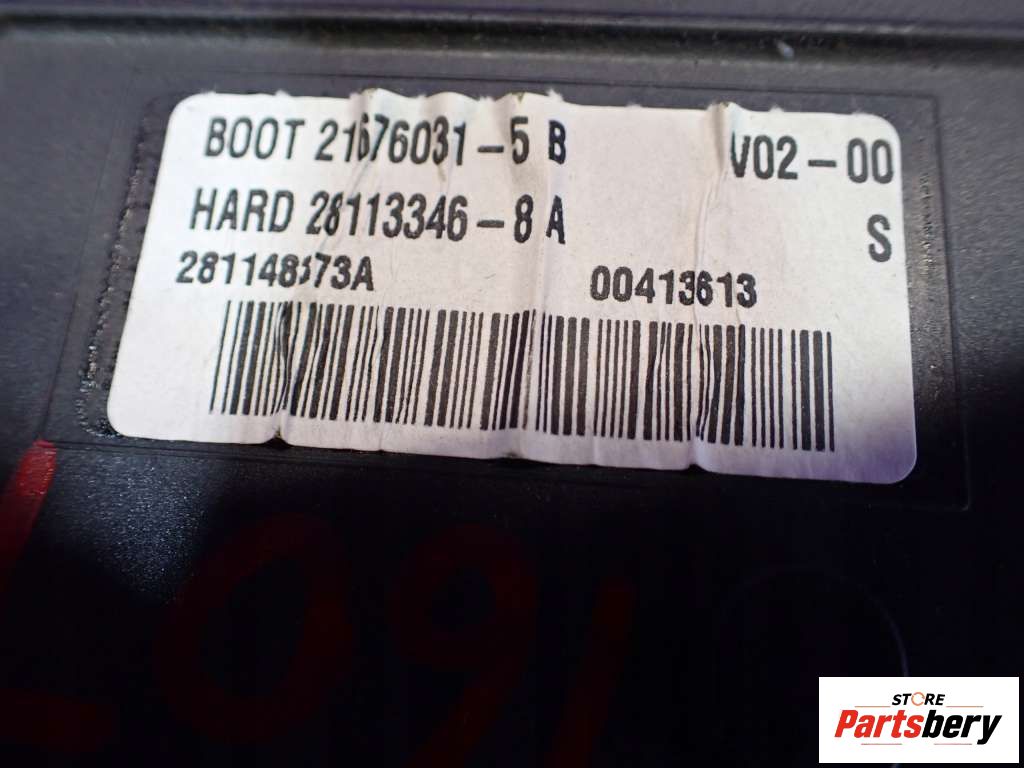 BOOT 21676031-5 B V02-00
HARD 28113346-8 A S
00413613
STORE
Partsbery